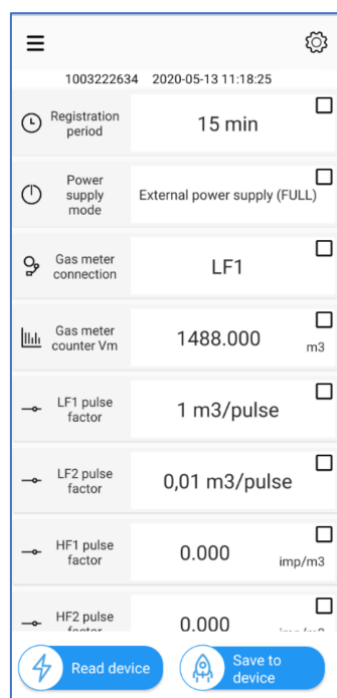 1003222634 2020-05-13 11:18:25
Registration
period
15 min
Power
supply
mode
External power supply (FULL)
Gas meter
connection
LF1
Gas meter
counter Vm
1488.000
m3
LF1 pulse
factor
1 m3/pulse
LF2 pulse
factor
0,01 m3/pulse
HF1 pulse
factor
0.000
imp/m3
HF2 pulse
factor
0.000
Read device
Save to
device